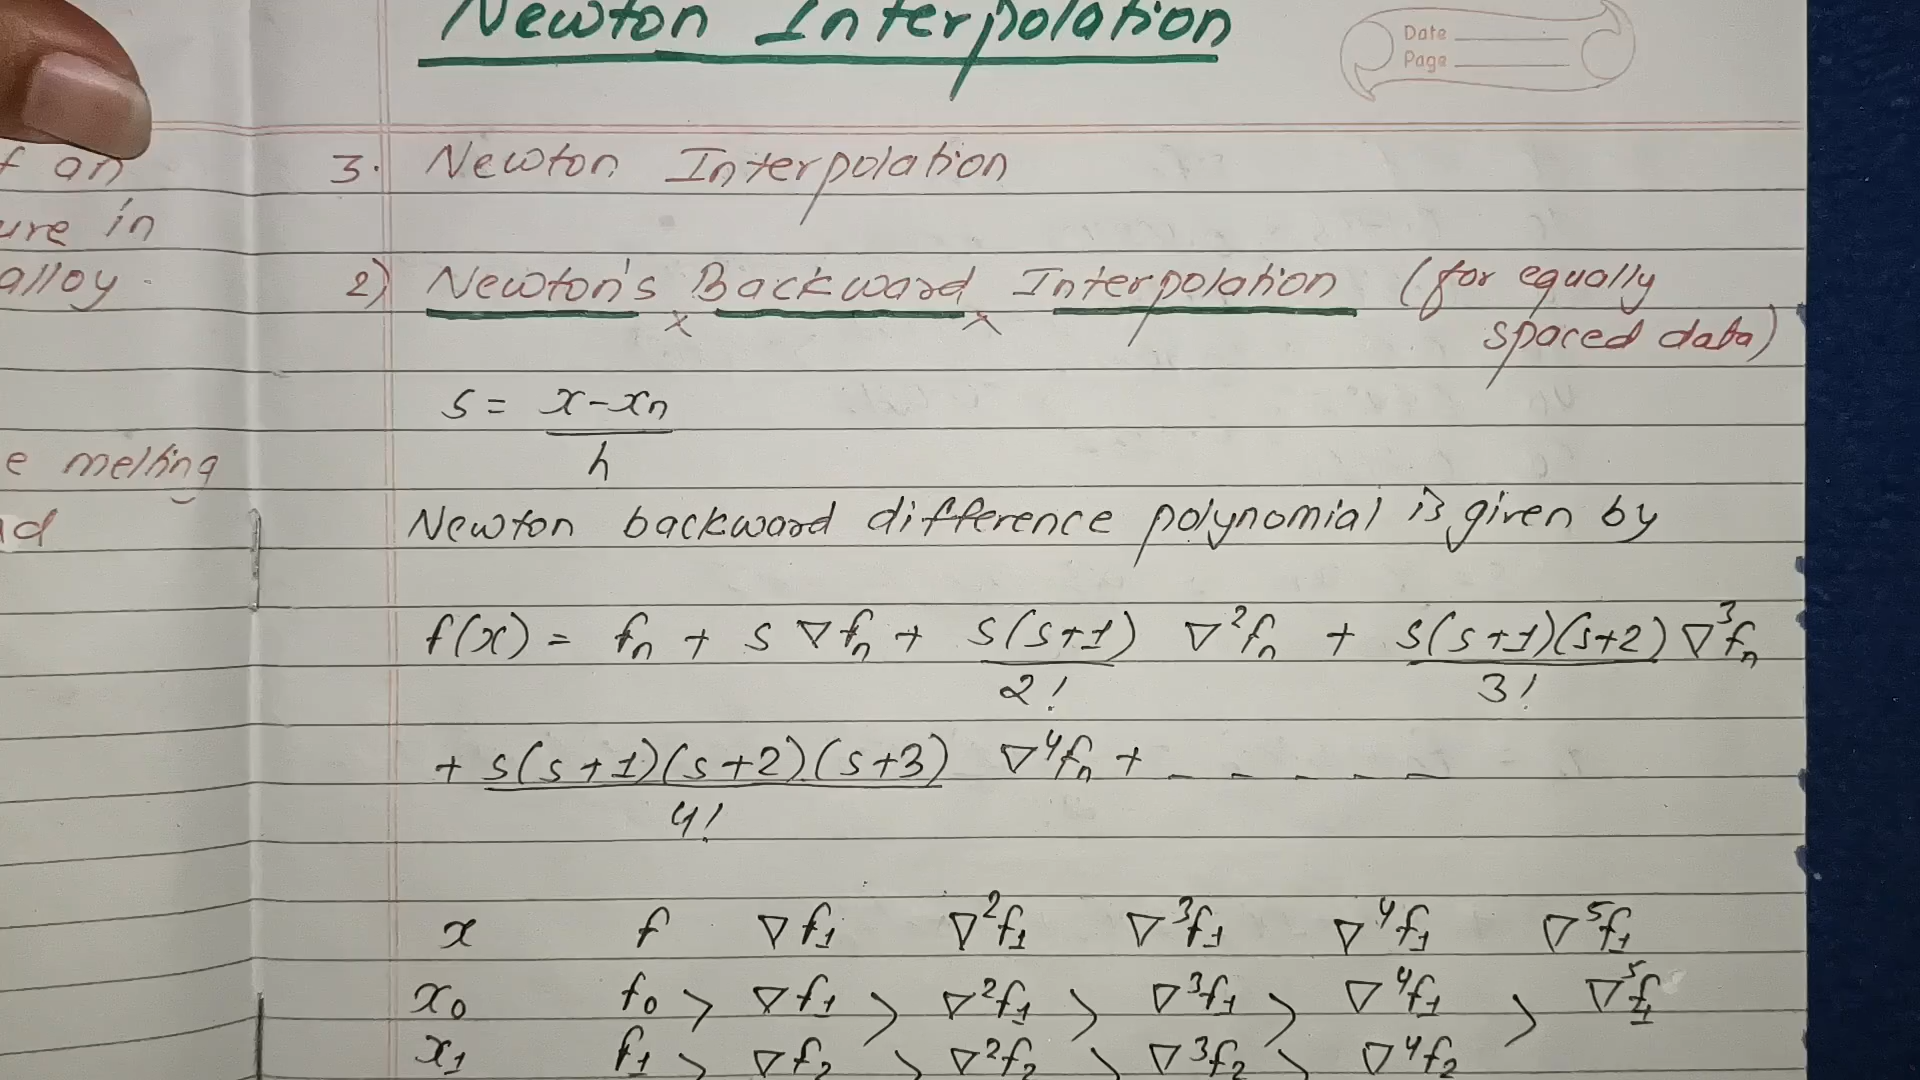 Newton Interpolation
Date
Page
f an
ure in
alloy.
e melting
3. Newton Interpolation
2) Newton's Backward Interpolation (for equally
spaced data)
s = x-xn
h
Newton backward difference polynomial is given by
f(x) = fn + s ∇fn + s(s+1) ∇²fn + s(s+1)(s+2) ∇³fn
2! 3!
+ s(s+1)(s+2)(s+3) ∇⁴fn + _ _ _ _ _
4!
x f ∇f1 ∇²f1 ∇³f1 ∇⁴f1 ∇⁵f1
x0 f0 > ∇f1 > ∇²f1 > ∇³f1 > ∇⁴f1 > ∇⁵f1
x1 f1 > ∇f2 > ∇²f2 > ∇³f2 > ∇⁴f2